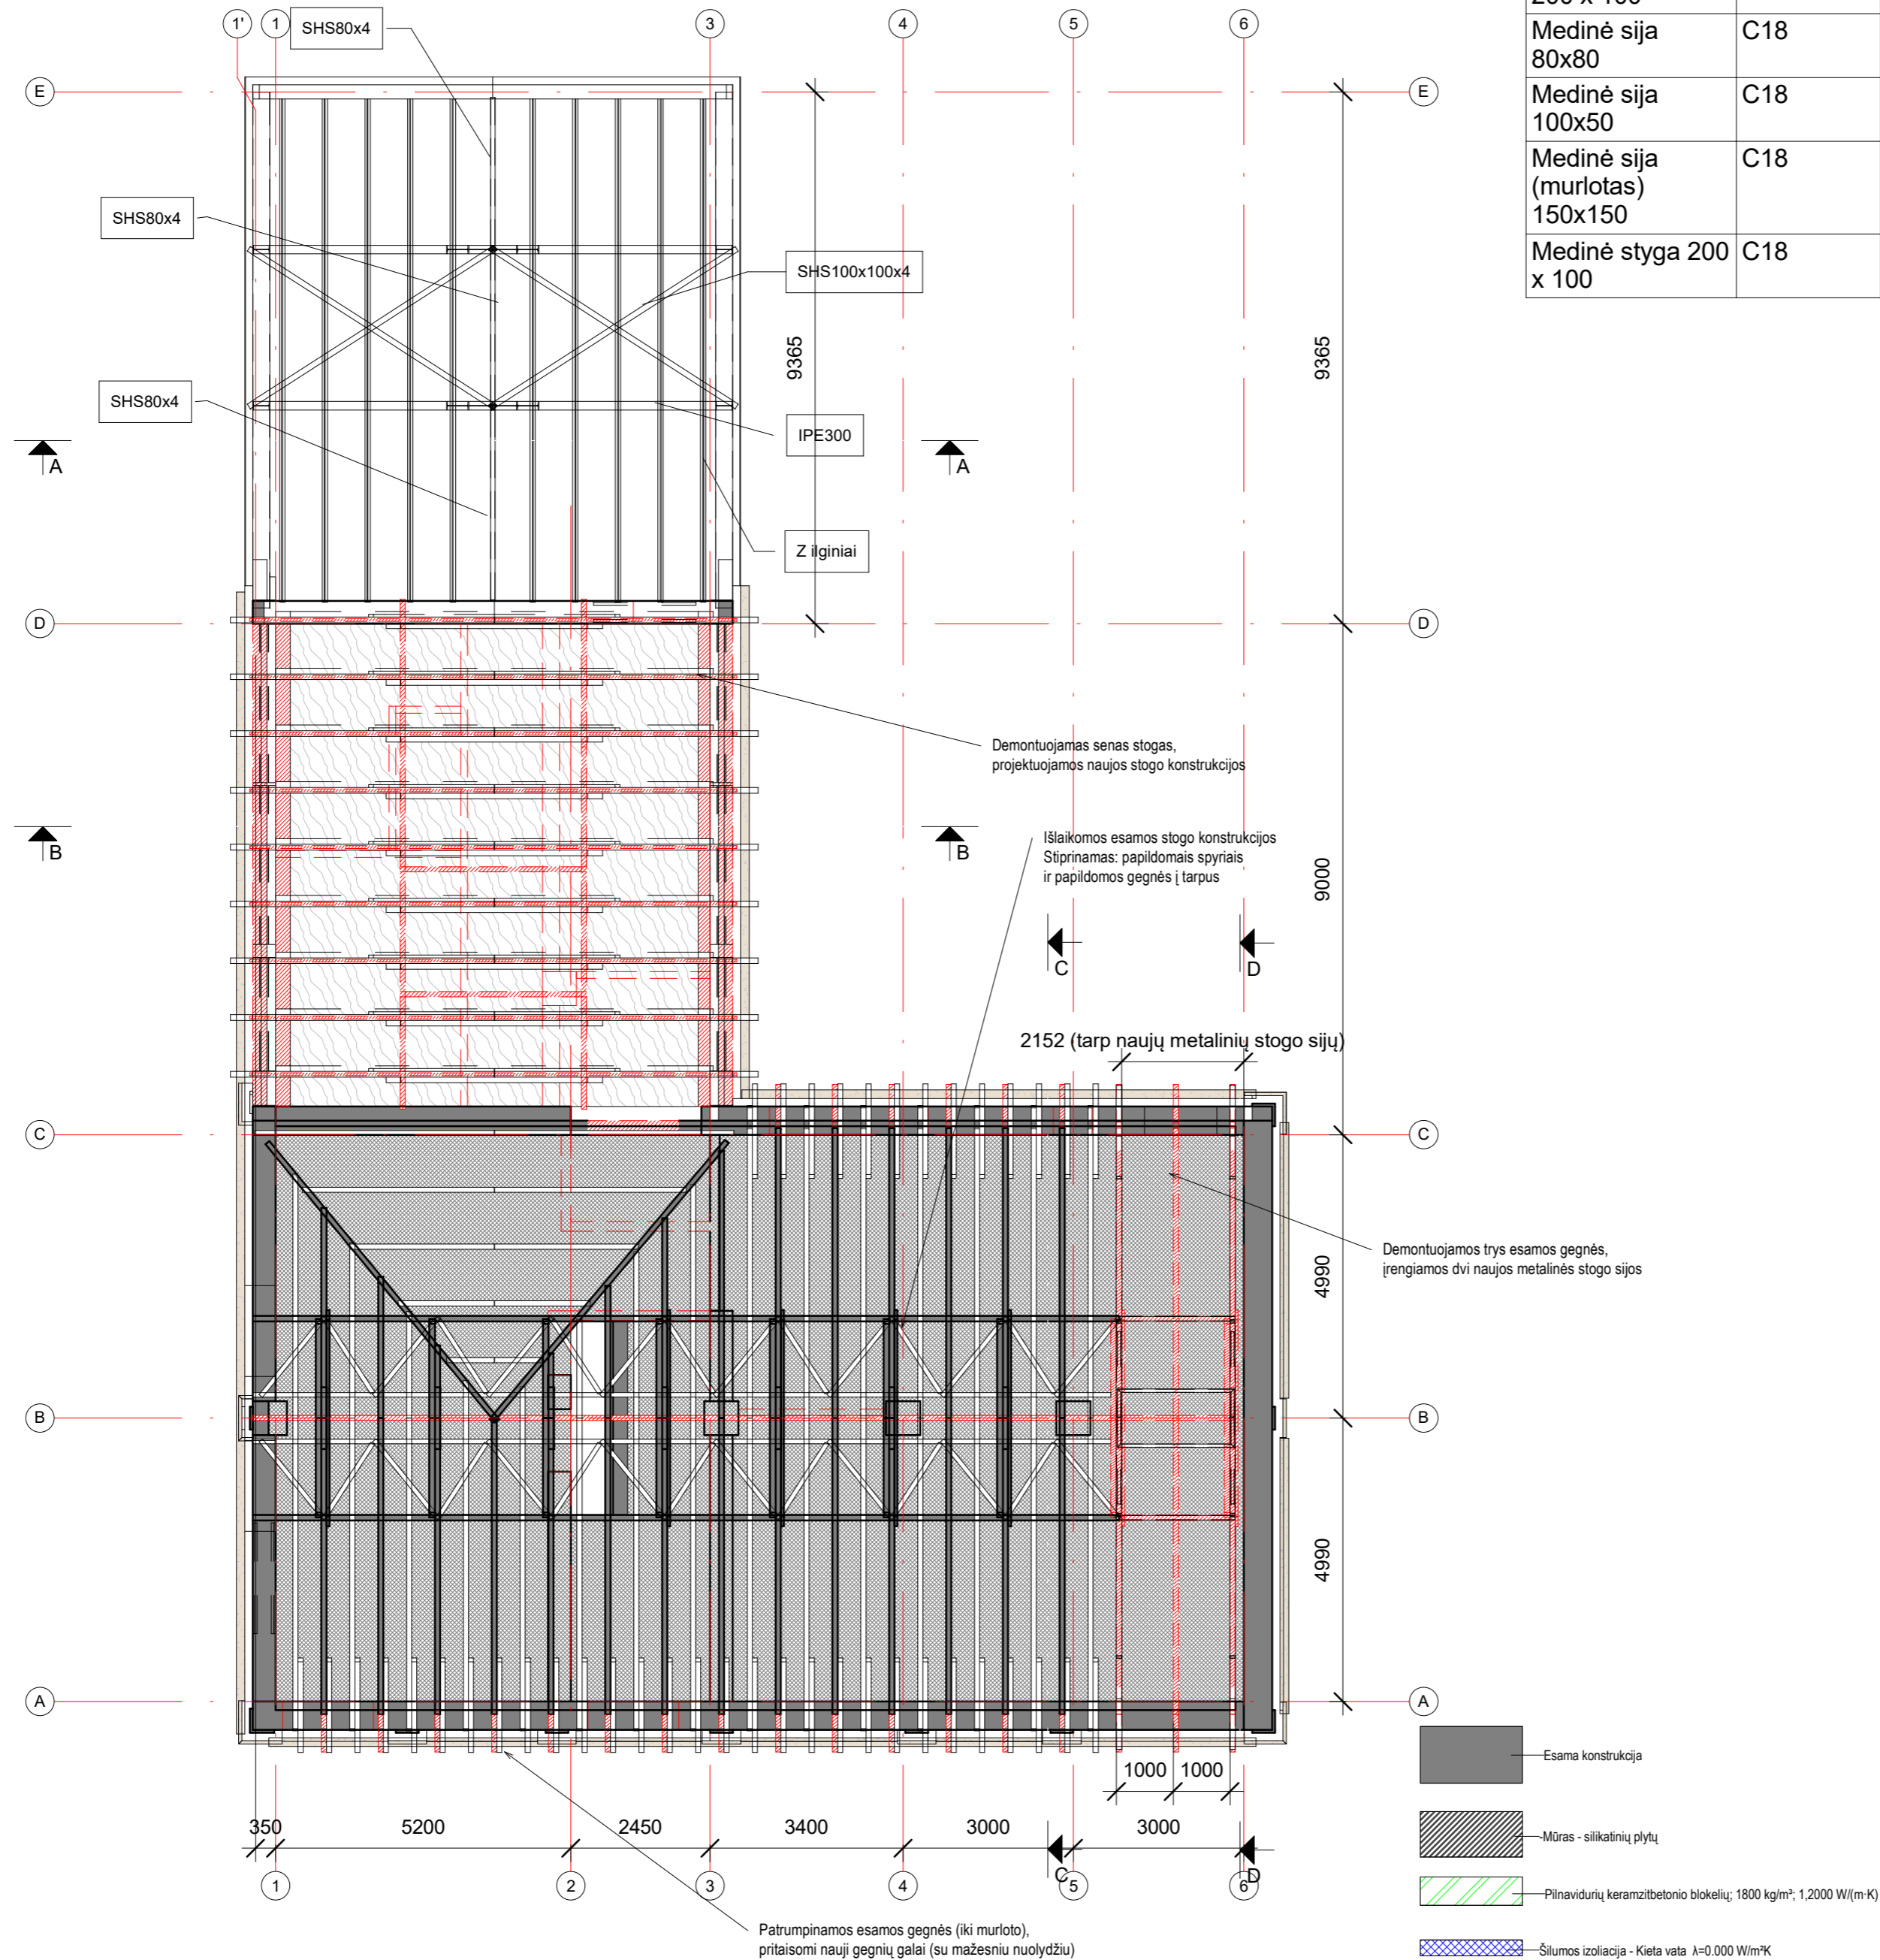 1' 1 3 4 5 6
SHS80x4
E E
SHS80x4
SHS100x100x4
9365 9365
SHS80x4
IPE300
A A
Z ilginiai
D D
Demontuojamas senas stogas,
projektuojamos naujos stogo konstrukcijos
B B
Išlaikomos esamos stogo konstrukcijos
Stiprinamas: papildomais spyriais
ir papildomos gegnės į tarpus
9000
C D
2152 (tarp naujų metalinių stogo sijų)
C C
Demontuojamos trys esamos gegnės,
įrengiamos dvi naujos metalinės stogo sijos
4990
B B
4990
A A
1000 1000
350 5200 2450 3400 3000 3000
C D
1 2 3 4 5 6
Patrumpinamos esamos gegnės (iki murloto),
pritaisomi nauji gegnių galai (su mažesniu nuolydžiu)
Medinė sija C18
80x80
Medinė sija C18
100x50
Medinė sija C18
(murlotas)
150x150
Medinė styga 200 C18
x 100
Esama konstrukcija
Mūras - silikatinių plytų
Pilnavidurių keramzitbetonio blokelių; 1800 kg/m³; 1,2000 W/(m·K)
Šilumos izoliacija - Kieta vata λ=0.000 W/m²K